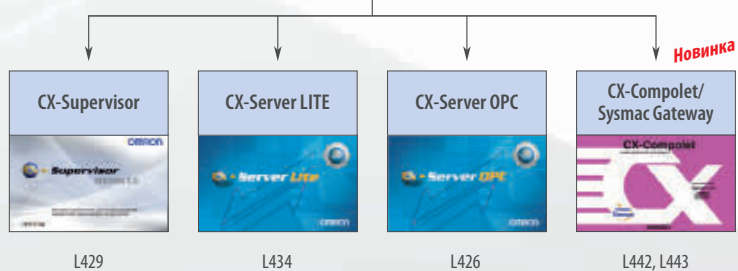 Новинка
CX-Supervisor
CX-Server LITE
CX-Server OPC
CX-Compolet/
Sysmac Gateway
OMRON
Supervisor
Server Lite
Server OPC
CX-Compolet
CX
OMRON
OMRON
L429
L434
L426
L442, L443